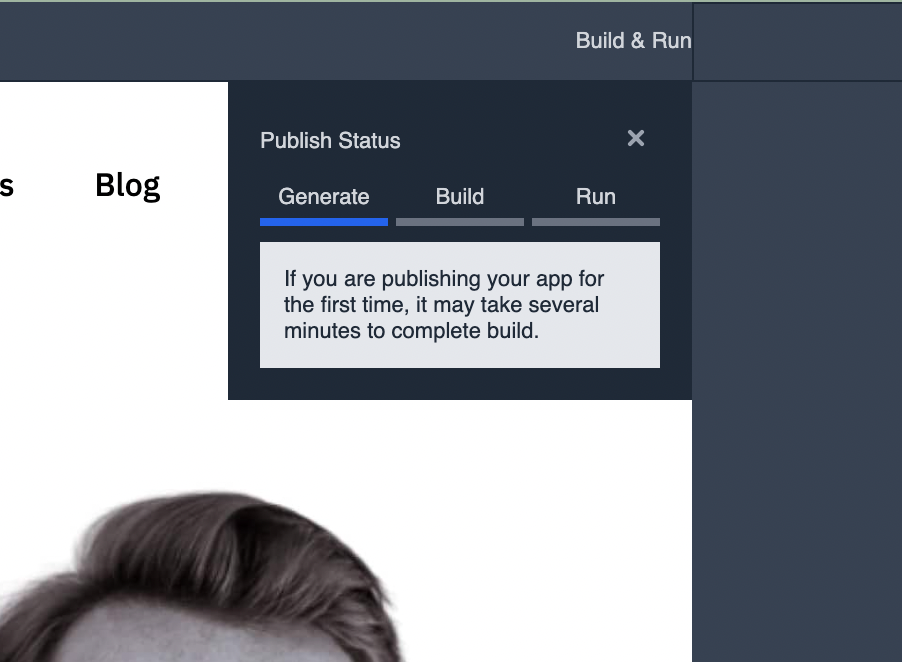 Build & Run
Publish Status
s
Blog
Generate
Build
Run
If you are publishing your app for
the first time, it may take several
minutes to complete build.